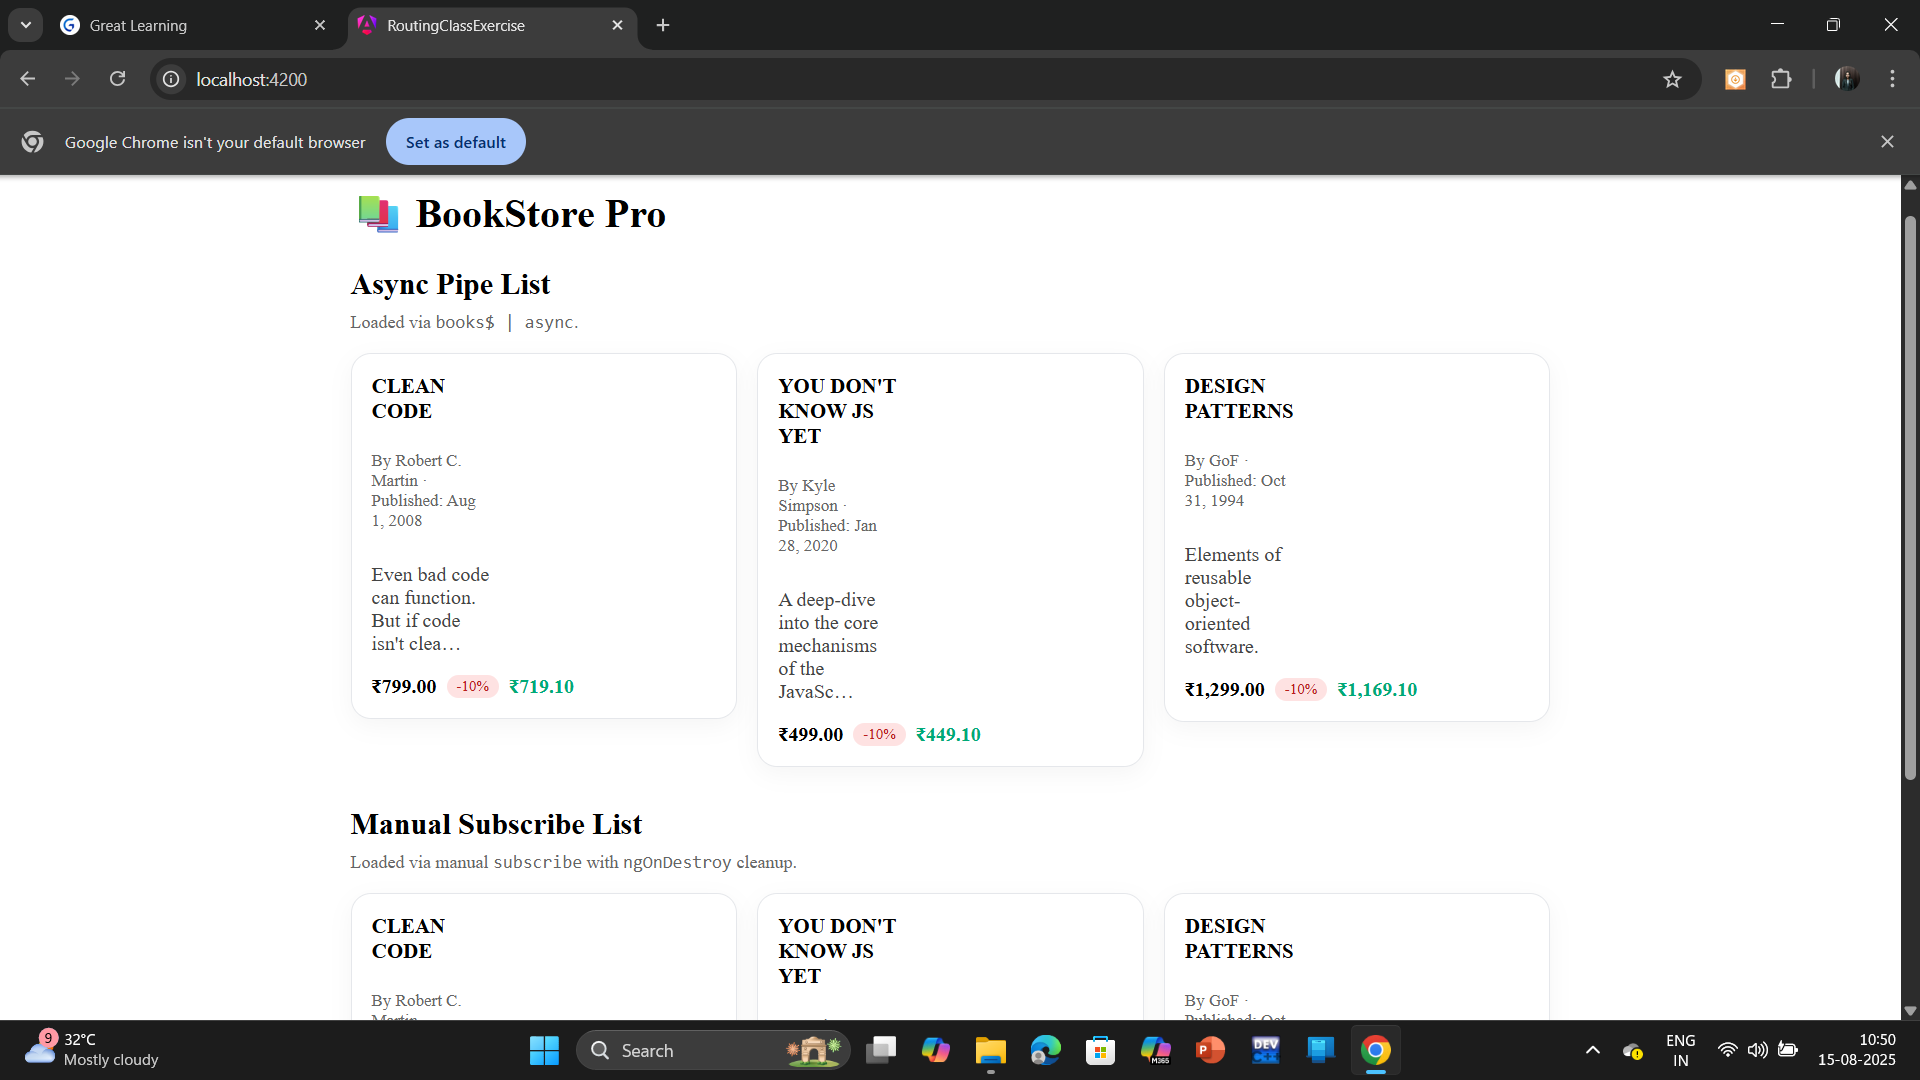 Great Learning
RoutingClassExercise
localhost:4200
Google Chrome isn't your default browser
Set as default
BookStore Pro
Async Pipe List
Loaded via books$ | async.
CLEAN
CODE
By Robert C.
Martin ·
Published: Aug
1, 2008
Even bad code
can function.
But if code
isn't clea…
₹799.00 -10% ₹719.10
YOU DON'T
KNOW JS
YET
By Kyle
Simpson ·
Published: Jan
28, 2020
A deep-dive
into the core
mechanisms
of the
JavaSc…
₹499.00 -10% ₹449.10
DESIGN
PATTERNS
By GoF ·
Published: Oct
31, 1994
Elements of
reusable
object-
oriented
software.
₹1,299.00 -10% ₹1,169.10
Manual Subscribe List
Loaded via manual subscribe with ngOnDestroy cleanup.
CLEAN
CODE
By Robert C.
Martin ·
YOU DON'T
KNOW JS
YET
DESIGN
PATTERNS
By GoF ·
Published: Oct
9
32°C
Mostly cloudy
Search
M365
P
DEV
C++
ENG
IN
10:50
15-08-2025